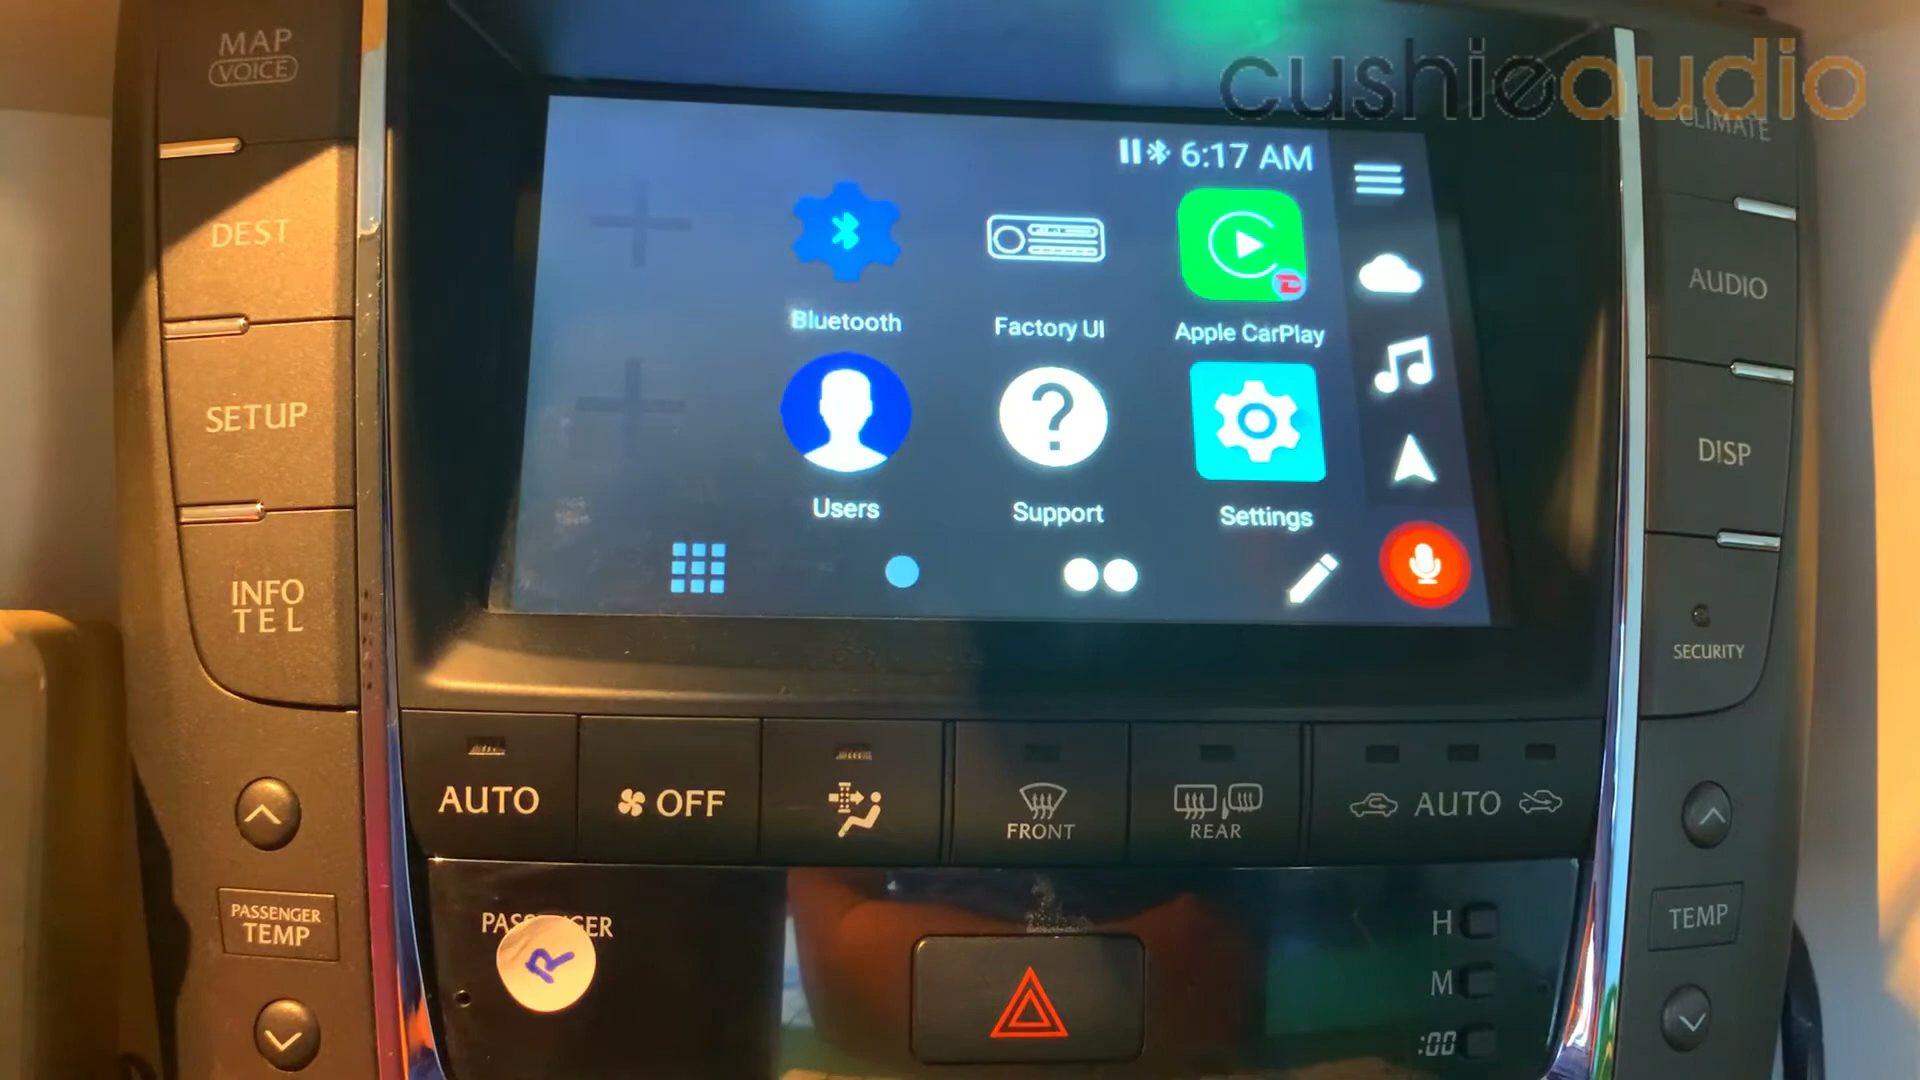 cushieaudio
MAP
VOICE
DEST
SETUP
INFO
TEL
6:17 AM
Bluetooth
Factory UI
Apple CarPlay
Users
Support
Settings
CLIMATE
AUDIO
DISP
SECURITY
AUTO
OFF
FRONT
REAR
AUTO
PASSENGER
TEMP
PASSENGER
R
H
M
:00
TEMP